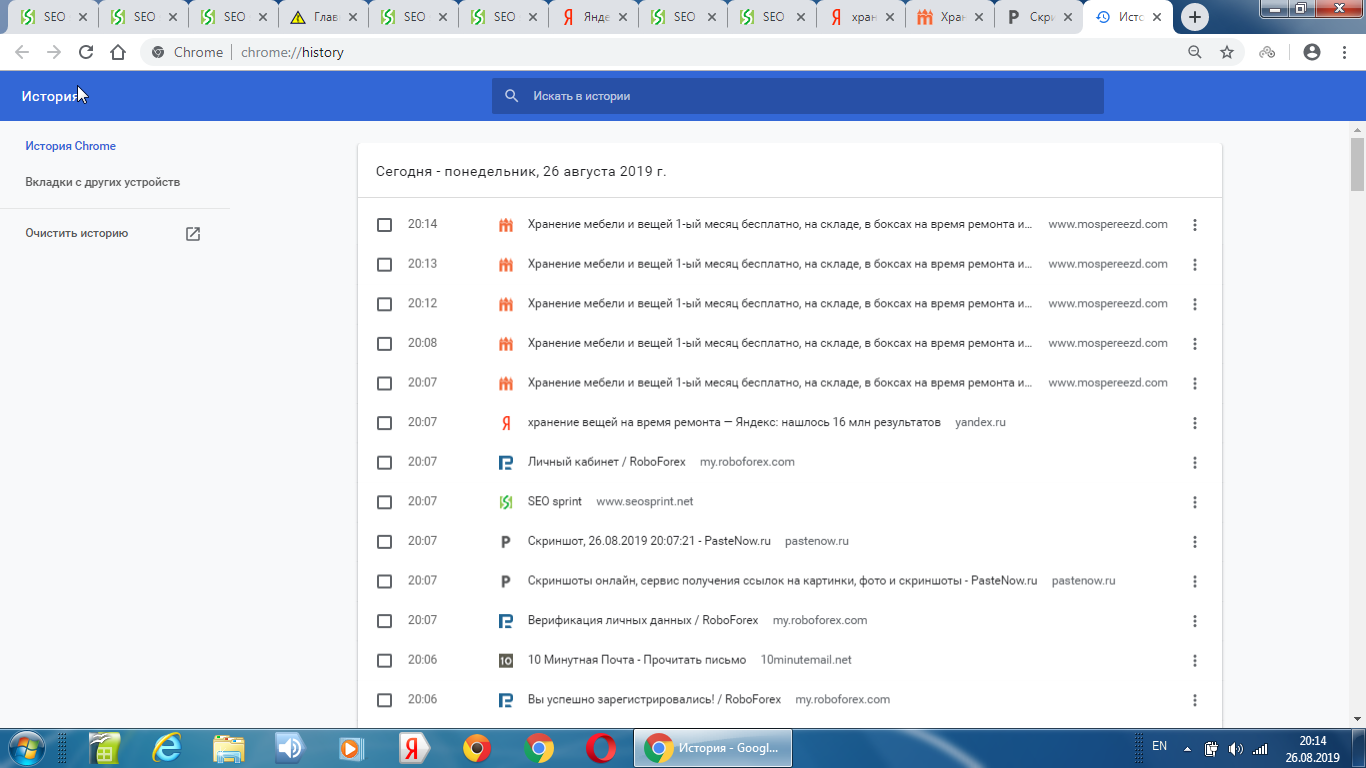 SEO
SEO
SEO
Глав
SEO
SEO
Янде
SEO
SEO
хран
Хран
Скри
Исто
Chrome chrome://history
История
Искать в истории
История Chrome
Вкладки с других устройств
Очистить историю
Сегодня - понедельник, 26 августа 2019 г.
20:14 Хранение мебели и вещей 1-ый месяц бесплатно, на складе, в боксах на время ремонта и... www.mospereezd.com
20:13 Хранение мебели и вещей 1-ый месяц бесплатно, на складе, в боксах на время ремонта и... www.mospereezd.com
20:12 Хранение мебели и вещей 1-ый месяц бесплатно, на складе, в боксах на время ремонта и... www.mospereezd.com
20:08 Хранение мебели и вещей 1-ый месяц бесплатно, на складе, в боксах на время ремонта и... www.mospereezd.com
20:07 Хранение мебели и вещей 1-ый месяц бесплатно, на складе, в боксах на время ремонта и... www.mospereezd.com
20:07 хранение вещей на время ремонта — Яндекс: нашлось 16 млн результатов yandex.ru
20:07 Личный кабинет / RoboForex my.roboforex.com
20:07 SEO sprint www.seosprint.net
20:07 Скриншот, 26.08.2019 20:07:21 - PasteNow.ru pastenow.ru
20:07 Скриншоты онлайн, сервис получения ссылок на картинки, фото и скриншоты - PasteNow.ru pastenow.ru
20:07 Верификация личных данных / RoboForex my.roboforex.com
20:06 10 Минутная Почта - Прочитать письмо 10minutemail.net
20:06 Вы успешно зарегистрировались! / RoboForex my.roboforex.com
История - Googl...
EN
20:14
26.08.2019